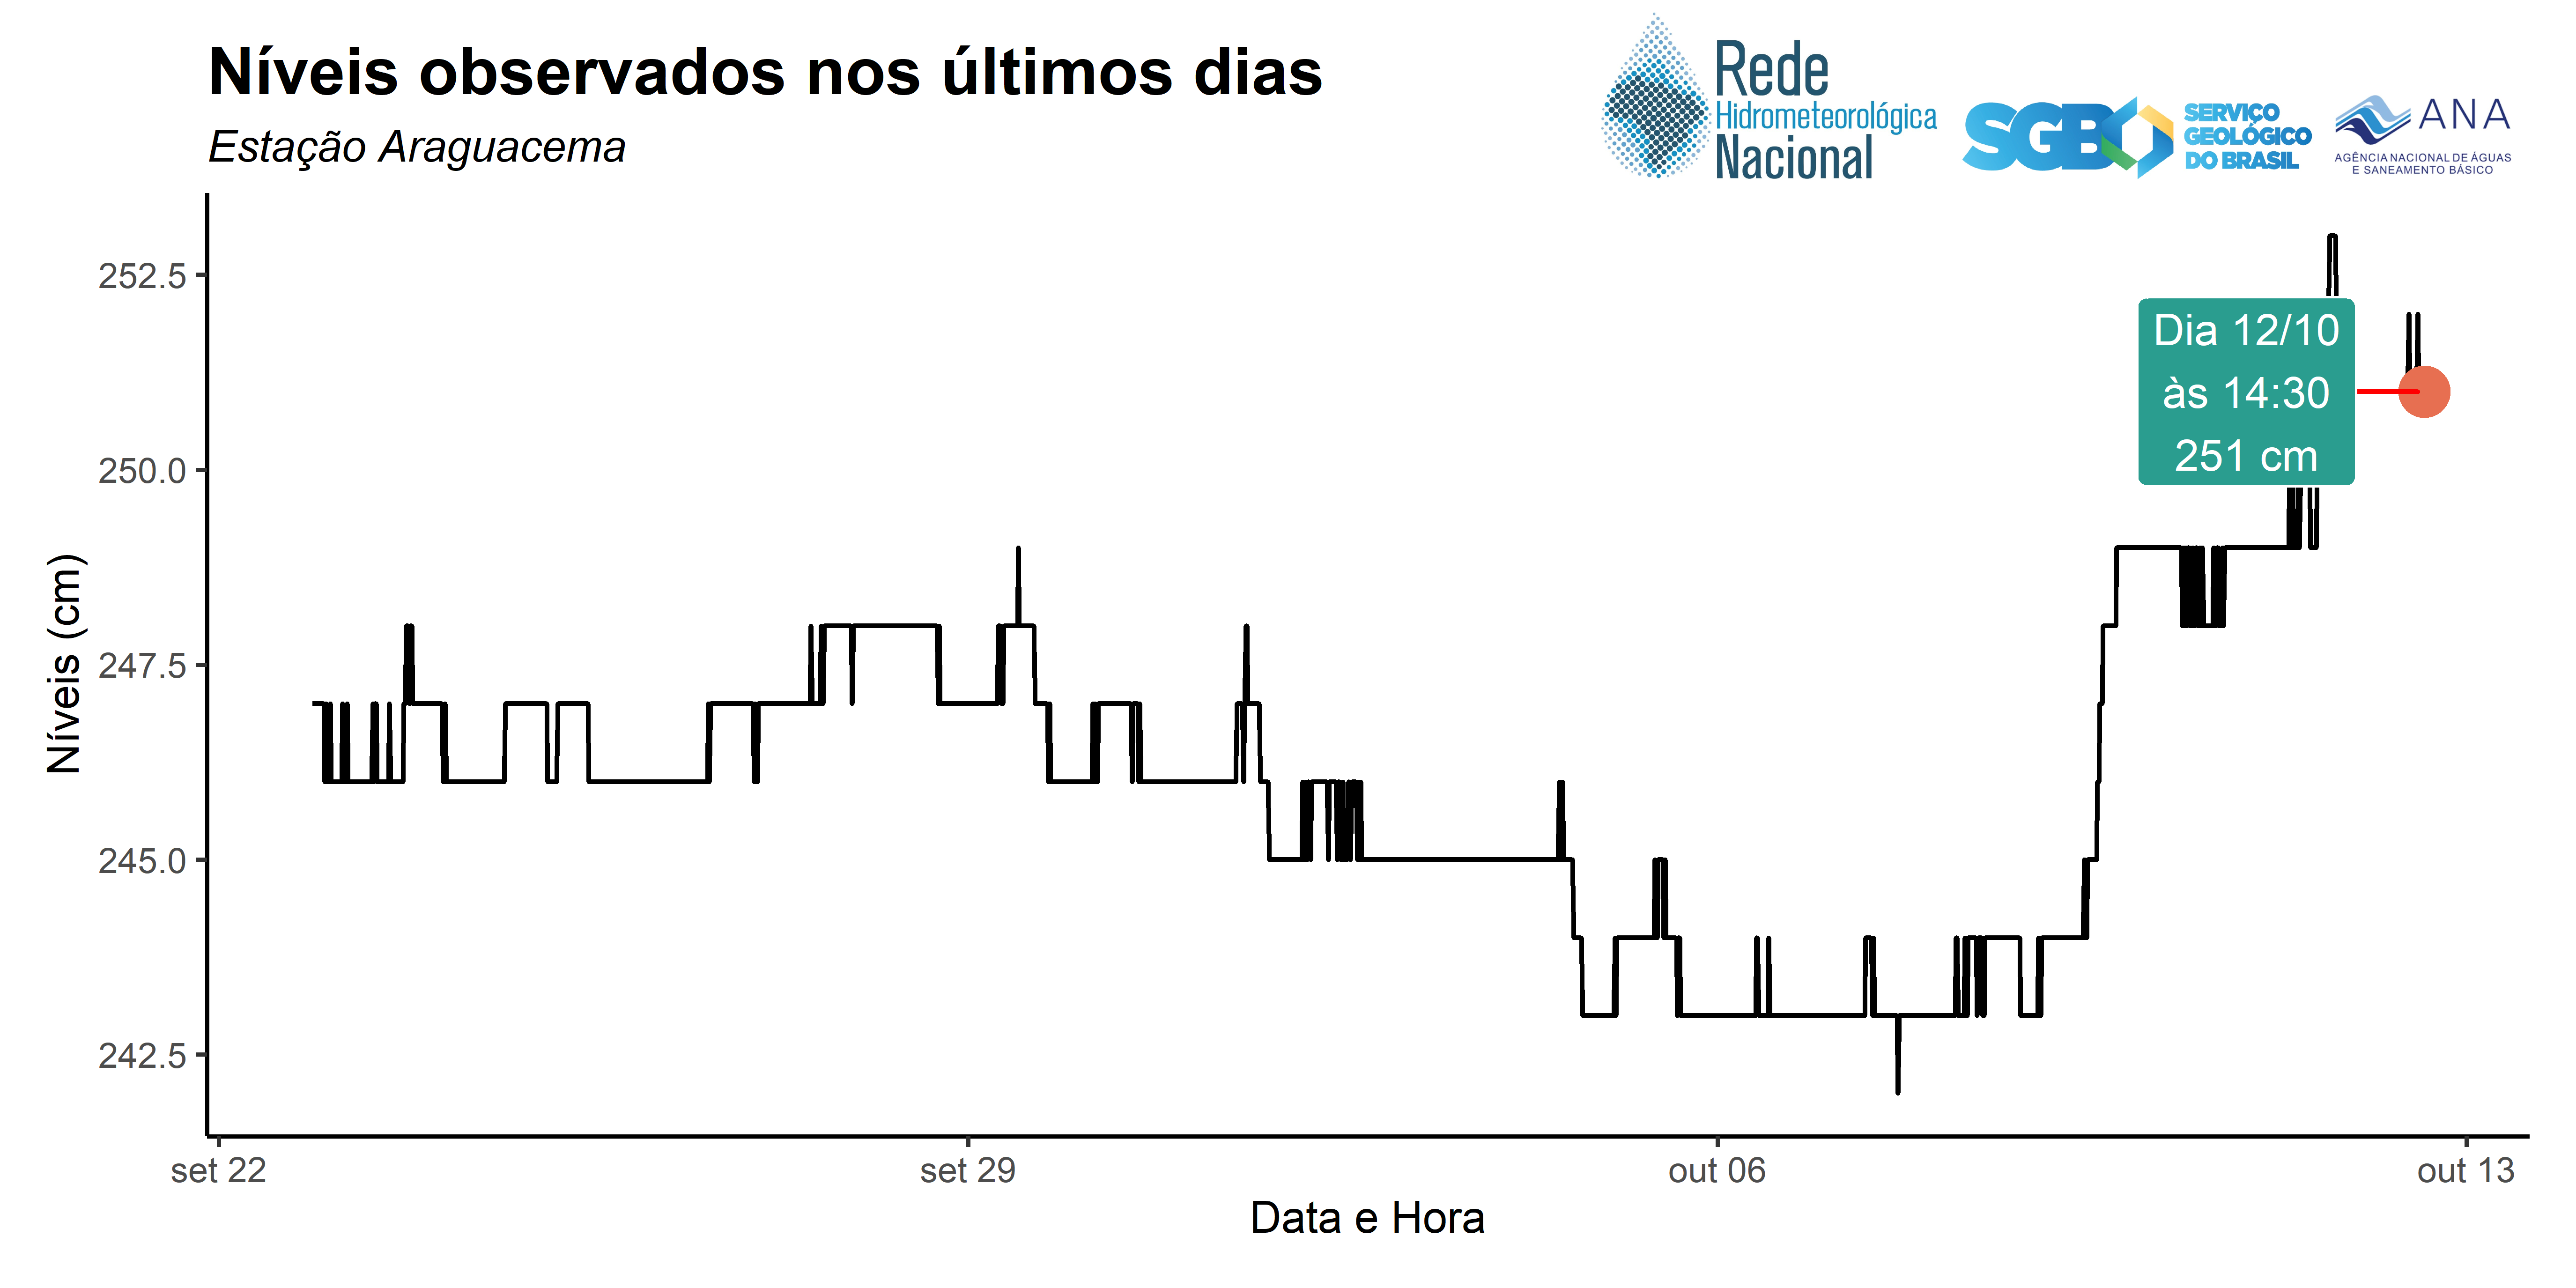 Níveis observados nos últimos dias
Estação Araguacema
Rede
Hidrometeorológica
Nacional
SGB
SERVIÇO
GEOLÓGICO
DO BRASIL
ANA
AGÊNCIA NACIONAL DE ÁGUAS
E SANEAMENTO BÁSICO
Níveis (cm)
252.5
250.0
247.5
245.0
242.5
Dia 12/10
às 14:30
251 cm
set 22
set 29
out 06
out 13
Data e Hora